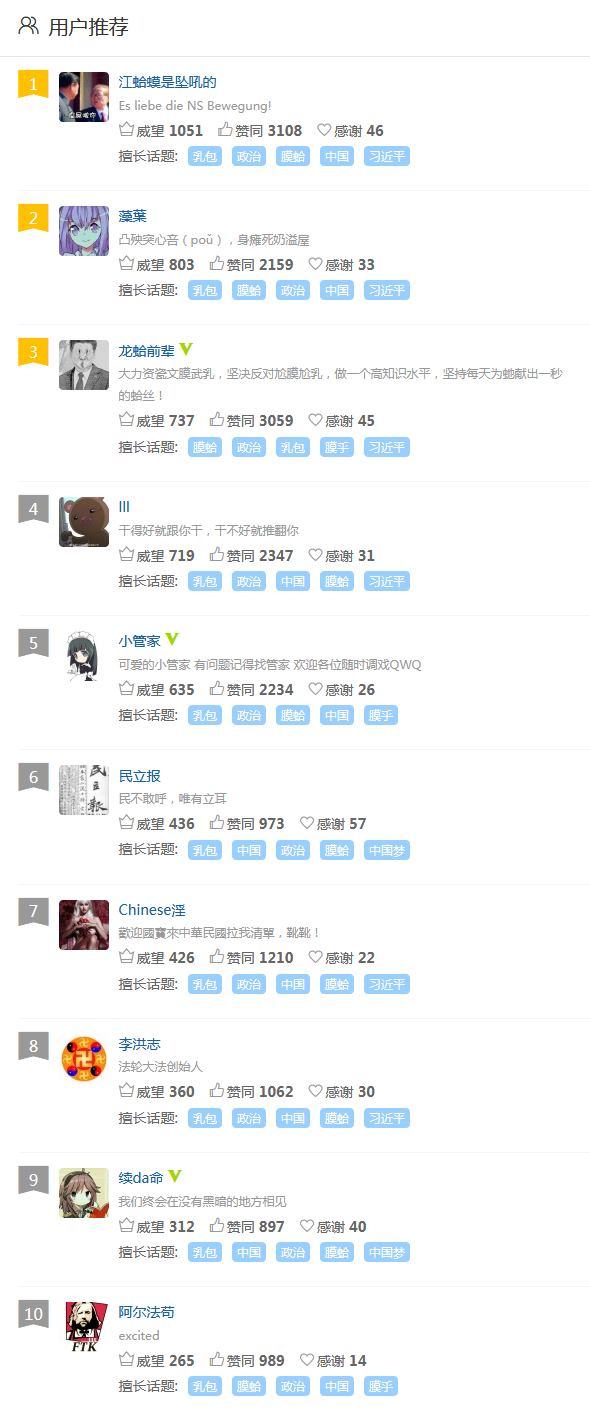 用户推荐
1
江蛤蟆是坠吼的
Es liebe die NS Bewegung!
威望 1051 赞同 3108 感谢 46
擅长话题: 乳包 政治 膜蛤 中国 习近平
2
藻葉
凸殃突心咅（poǔ），身瘫死奶溢屋
威望 803 赞同 2159 感谢 33
擅长话题: 乳包 膜蛤 政治 中国 习近平
3
龙蛤前辈
大力资瓷文膜武乳，坚决反对尬膜尬乳，做一个高知识水平，坚持每天为虵献出一秒
的蛤丝！
威望 737 赞同 3059 感谢 45
擅长话题: 膜蛤 政治 乳包 膜乎 习近平
4
III
干得好就跟你干，干不好就推翻你
威望 719 赞同 2347 感谢 31
擅长话题: 乳包 政治 中国 膜蛤 习近平
5
小管家
可爱的小管家 有问题记得找管家 欢迎各位随时调戏QWQ
威望 635 赞同 2234 感谢 26
擅长话题: 乳包 政治 膜蛤 中国 膜乎
6
民立报
民不敢呼，唯有立耳
威望 436 赞同 973 感谢 57
擅长话题: 乳包 中国 政治 膜蛤 中国梦
7
Chinese淫
歡迎國寶來中華民國拉我清單，靴靴！
威望 426 赞同 1210 感谢 22
擅长话题: 乳包 政治 中国 膜蛤 习近平
8
李洪志
法轮大法创始人
威望 360 赞同 1062 感谢 30
擅长话题: 乳包 政治 中国 膜蛤 习近平
9
续da命
我们终会在没有黑暗的地方相见
威望 312 赞同 897 感谢 40
擅长话题: 乳包 中国 政治 膜蛤 中国梦
10
阿尔法苟
FTK
excited
威望 265 赞同 989 感谢 14
擅长话题: 乳包 膜蛤 政治 中国 膜乎